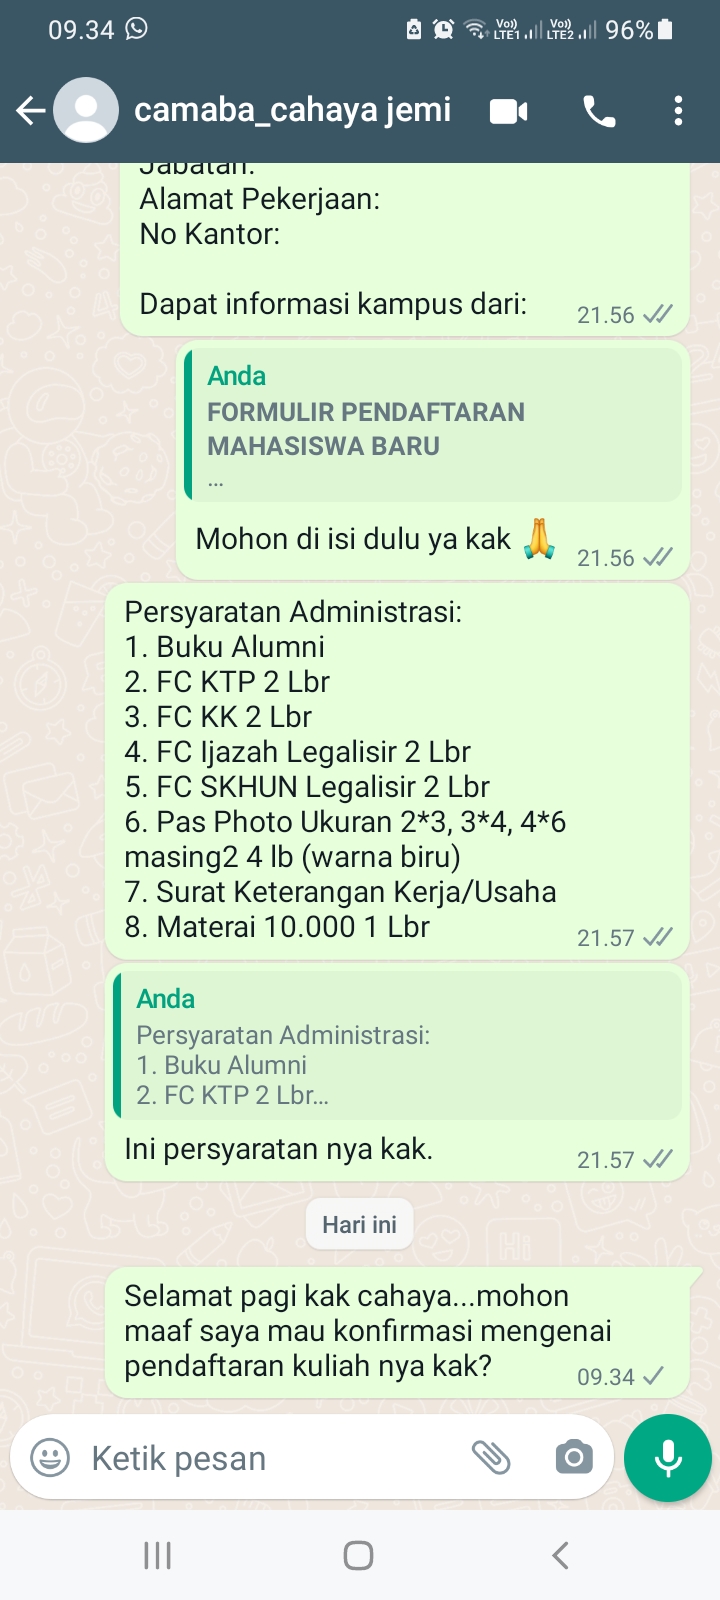 09.34
Vo)) LTE1 Vo)) LTE2 96%
camaba_cahaya jemi
Jabatan:
Alamat Pekerjaan:
No Kantor:
Dapat informasi kampus dari: 21.56
Anda
FORMULIR PENDAFTARAN
MAHASISWA BARU
...
Mohon di isi dulu ya kak 🙏 21.56
Persyaratan Administrasi:
1. Buku Alumni
2. FC KTP 2 Lbr
3. FC KK 2 Lbr
4. FC Ijazah Legalisir 2 Lbr
5. FC SKHUN Legalisir 2 Lbr
6. Pas Photo Ukuran 2*3, 3*4, 4*6
masing2 4 lb (warna biru)
7. Surat Keterangan Kerja/Usaha
8. Materai 10.000 1 Lbr 21.57
Anda
Persyaratan Administrasi:
1. Buku Alumni
2. FC KTP 2 Lbr...
Ini persyaratan nya kak. 21.57
Hari ini
Selamat pagi kak cahaya...mohon
maaf saya mau konfirmasi mengenai
pendaftaran kuliah nya kak? 09.34
Ketik pesan